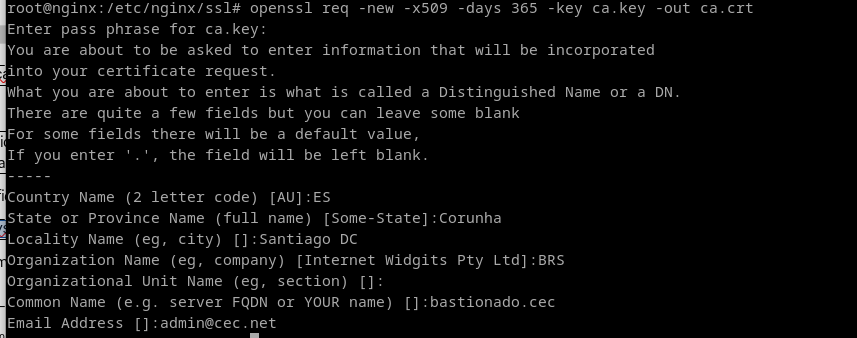 root@nginx:/etc/nginx/ssl# openssl req -new -x509 -days 365 -key ca.key -out ca.crt
Enter pass phrase for ca.key:
You are about to be asked to enter information that will be incorporated
into your certificate request.
What you are about to enter is what is called a Distinguished Name or a DN.
There are quite a few fields but you can leave some blank
For some fields there will be a default value,
If you enter '.', the field will be left blank.
-----
Country Name (2 letter code) [AU]:ES
State or Province Name (full name) [Some-State]:Corunha
Locality Name (eg, city) []:Santiago DC
Organization Name (eg, company) [Internet Widgits Pty Ltd]:BRS
Organizational Unit Name (eg, section) []:
Common Name (e.g. server FQDN or YOUR name) []:bastionado.cec
Email Address []:admin@cec.net